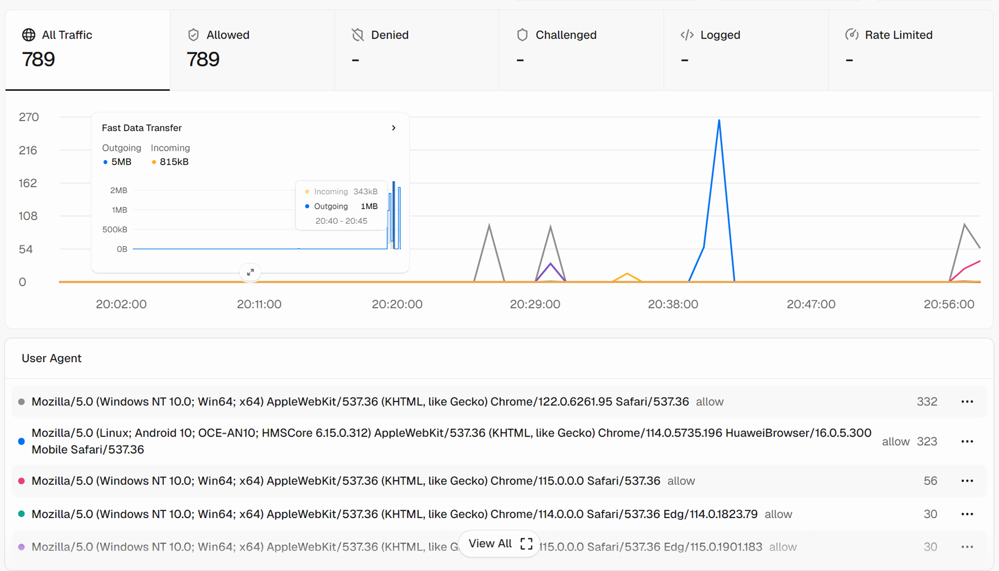 All Traffic
789
Allowed
789
Denied
-
Challenged
-
Logged
-
Rate Limited
-
270
216
162
108
54
0
Fast Data Transfer
Outgoing Incoming
5MB 815kB
2MB
1MB
500kB
0B
Incoming 343kB
Outgoing 1MB
20:40 - 20:45
20:02:00 20:11:00 20:20:00 20:29:00 20:38:00 20:47:00 20:56:00
User Agent
Mozilla/5.0 (Windows NT 10.0; Win64; x64) AppleWebKit/537.36 (KHTML, like Gecko) Chrome/122.0.6261.95 Safari/537.36 allow 332
Mozilla/5.0 (Linux; Android 10; OCE-AN10; HMSCore 6.15.0.312) AppleWebKit/537.36 (KHTML, like Gecko) Chrome/114.0.5735.196 HuaweiBrowser/16.0.5.300
Mobile Safari/537.36 allow 323
Mozilla/5.0 (Windows NT 10.0; Win64; x64) AppleWebKit/537.36 (KHTML, like Gecko) Chrome/115.0.0.0 Safari/537.36 allow 56
Mozilla/5.0 (Windows NT 10.0; Win64; x64) AppleWebKit/537.36 (KHTML, like Gecko) Chrome/114.0.0.0 Safari/537.36 Edg/114.0.1823.79 allow 30
Mozilla/5.0 (Windows NT 10.0; Win64; x64) AppleWebKit/537.36 (KHTML, like 115.0.0.0 Safari/537.36 Edg/115.0.1901.183 allow 30
View All